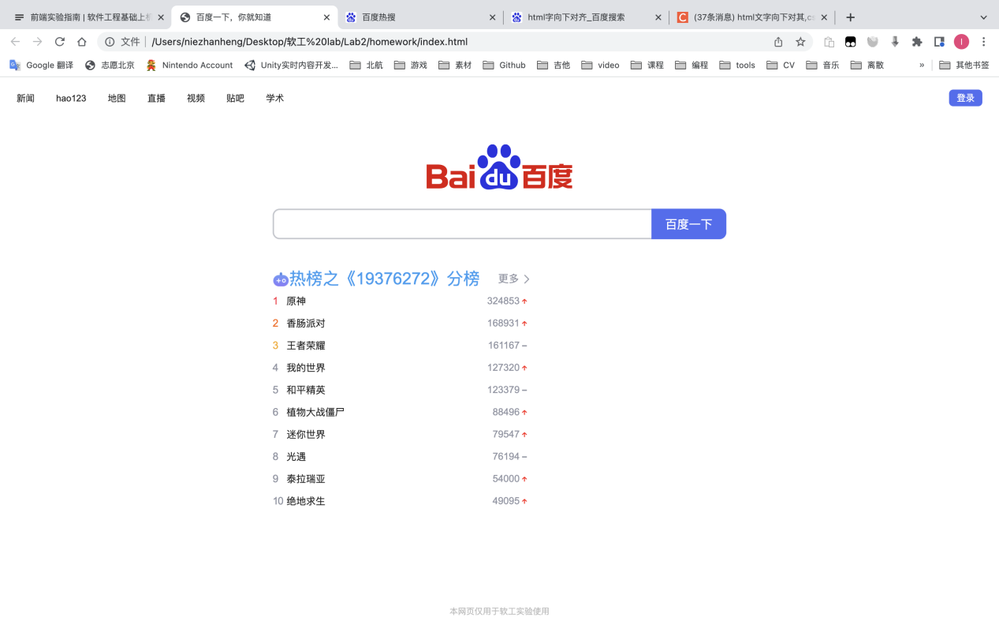 前端实验指南 | 软件工程基础上 百度一下，你就知道 百度热搜 html字向下对齐_百度搜索 (37条消息) html文字向下对其,cs
文件 /Users/niezhanheng/Desktop/软工%20lab/Lab2/homework/index.html
Google 翻译 志愿北京 Nintendo Account Unity实时内容开发... 北航 游戏 素材 Github 吉他 video 课程 编程 tools CV 音乐 离散 » 其他书签
新闻 hao123 地图 直播 视频 贴吧 学术 登录
Bai du 百度
百度一下
热榜之《19376272》分榜 更多
1 原神 324853
2 香肠派对 168931
3 王者荣耀 161167
4 我的世界 127320
5 和平精英 123379
6 植物大战僵尸 88496
7 迷你世界 79547
8 光遇 76194
9 泰拉瑞亚 54000
10 绝地求生 49095
本网页仅用于软工实验使用